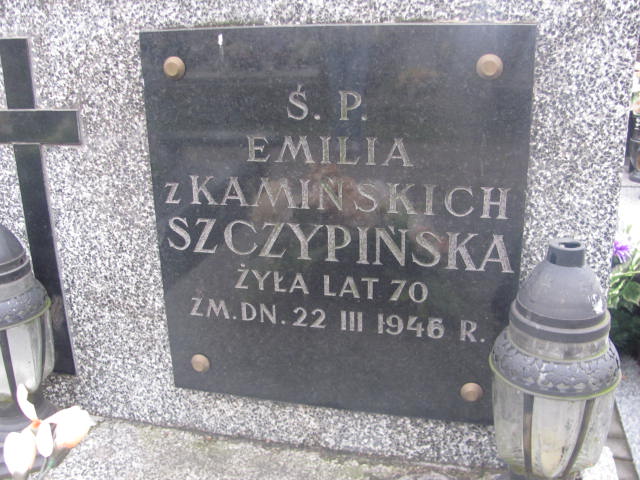 Ś. P.
EMILIA
z KAMIŃSKICH
SZCZYPIŃSKA
ŻYŁA LAT 70
ZM. DN. 22 III 1946 R.